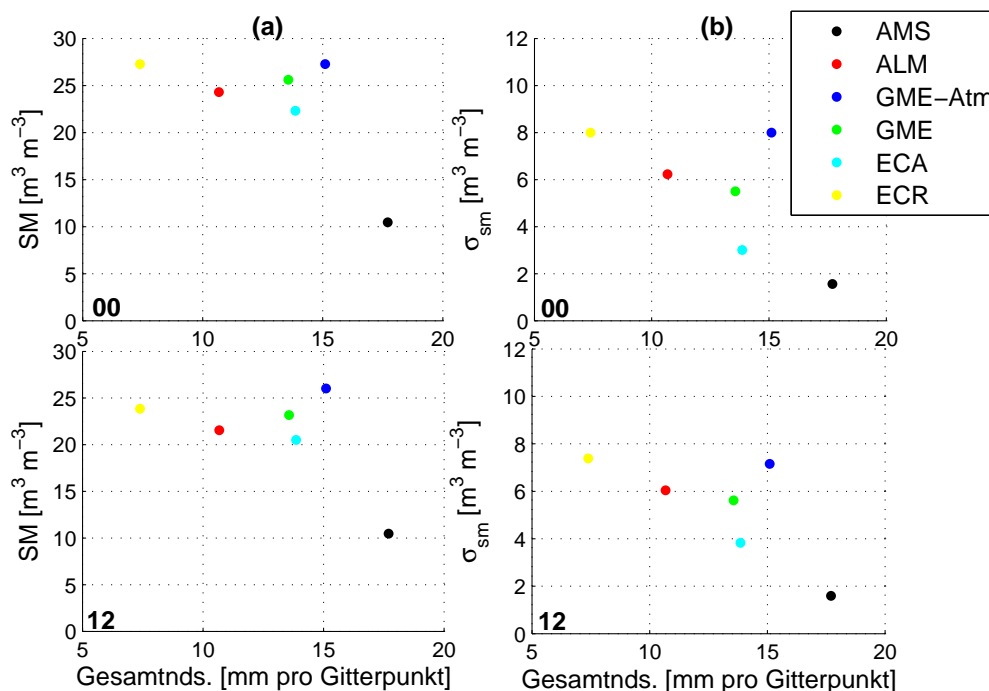 (a)
SM [m³ m⁻³]
30
25
20
15
10
5
0
00
5 10 15 20
(b)
σsm [m³ m⁻³]
12
10
8
6
4
2
0
00
5 10 15 20
AMS
ALM
GME−Atm
GME
ECA
ECR
SM [m³ m⁻³]
30
25
20
15
10
5
0
12
5 10 15 20
Gesamtnds. [mm pro Gitterpunkt]
σsm [m³ m⁻³]
12
10
8
6
4
2
0
12
5 10 15 20
Gesamtnds. [mm pro Gitterpunkt]